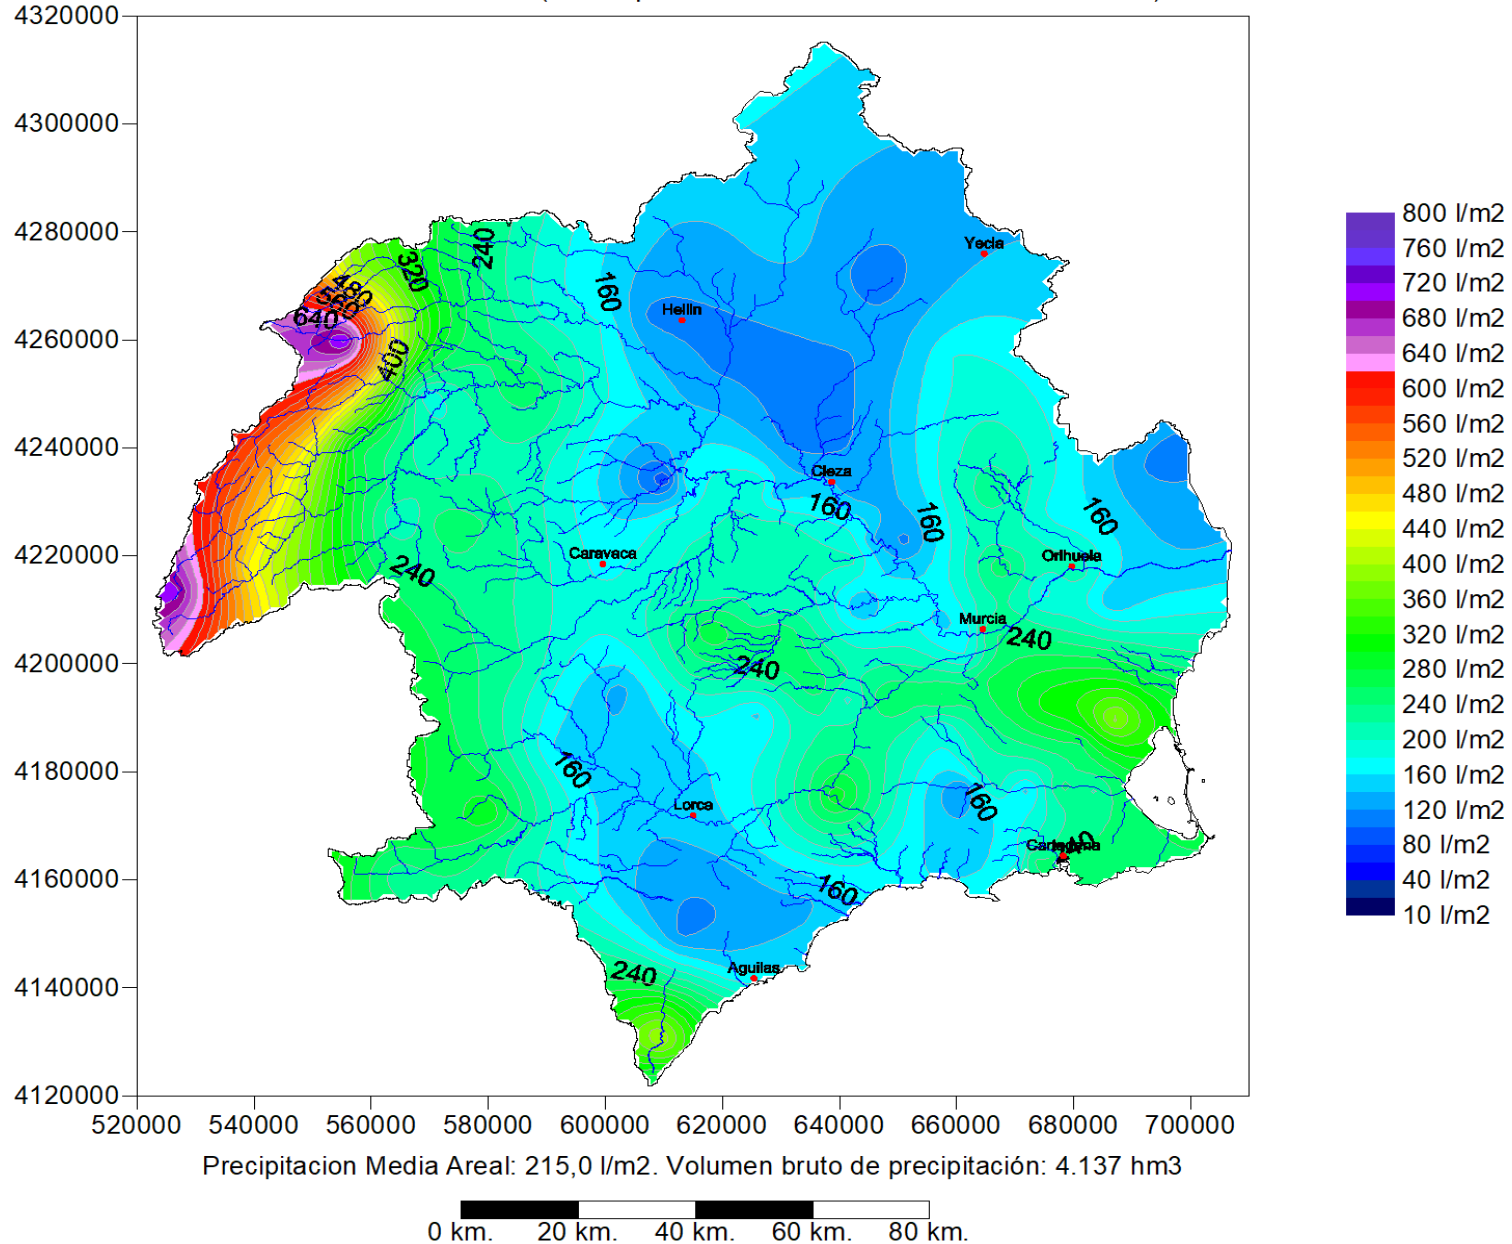 4320000
4300000
4280000
4260000
4240000
4220000
4200000
4180000
4160000
4140000
4120000
520000 540000 560000 580000 600000 620000 640000 660000 680000 700000
240
320
480
560
640
400
160
Yecla
Hellin
Cieza
160
160
160
Caravaca
Orihuela
240
Murcia
240
240
160
Lorca
160
Cartagena
240
160
Aguilas
240
800 l/m2
760 l/m2
720 l/m2
680 l/m2
640 l/m2
600 l/m2
560 l/m2
520 l/m2
480 l/m2
440 l/m2
400 l/m2
360 l/m2
320 l/m2
280 l/m2
240 l/m2
200 l/m2
160 l/m2
120 l/m2
80 l/m2
40 l/m2
10 l/m2
Precipitacion Media Areal: 215,0 l/m2. Volumen bruto de precipitación: 4.137 hm3
0 km. 20 km. 40 km. 60 km. 80 km.